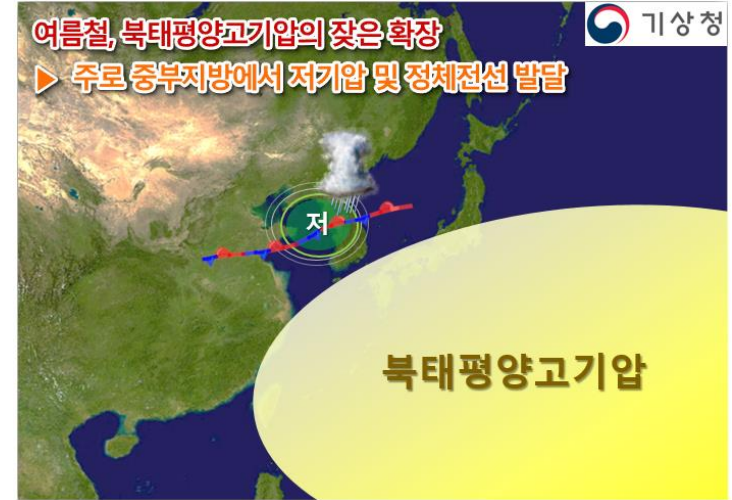 여름철, 북태평양고기압의 잦은 확장
기상청
▶ 주로 중부지방에서 저기압 및 정체전선 발달
저
북태평양고기압